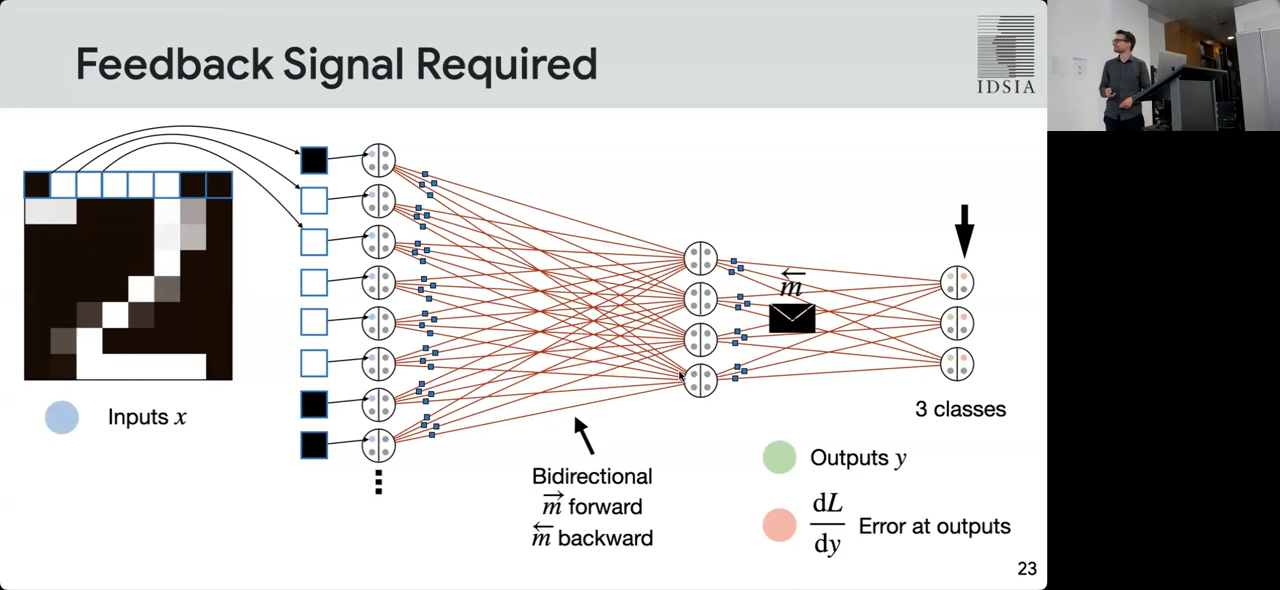 Feedback Signal Required
IDSIA
m
Inputs x
3 classes
Bidirectional
m forward
m backward
Outputs y
dL
dy
Error at outputs
23